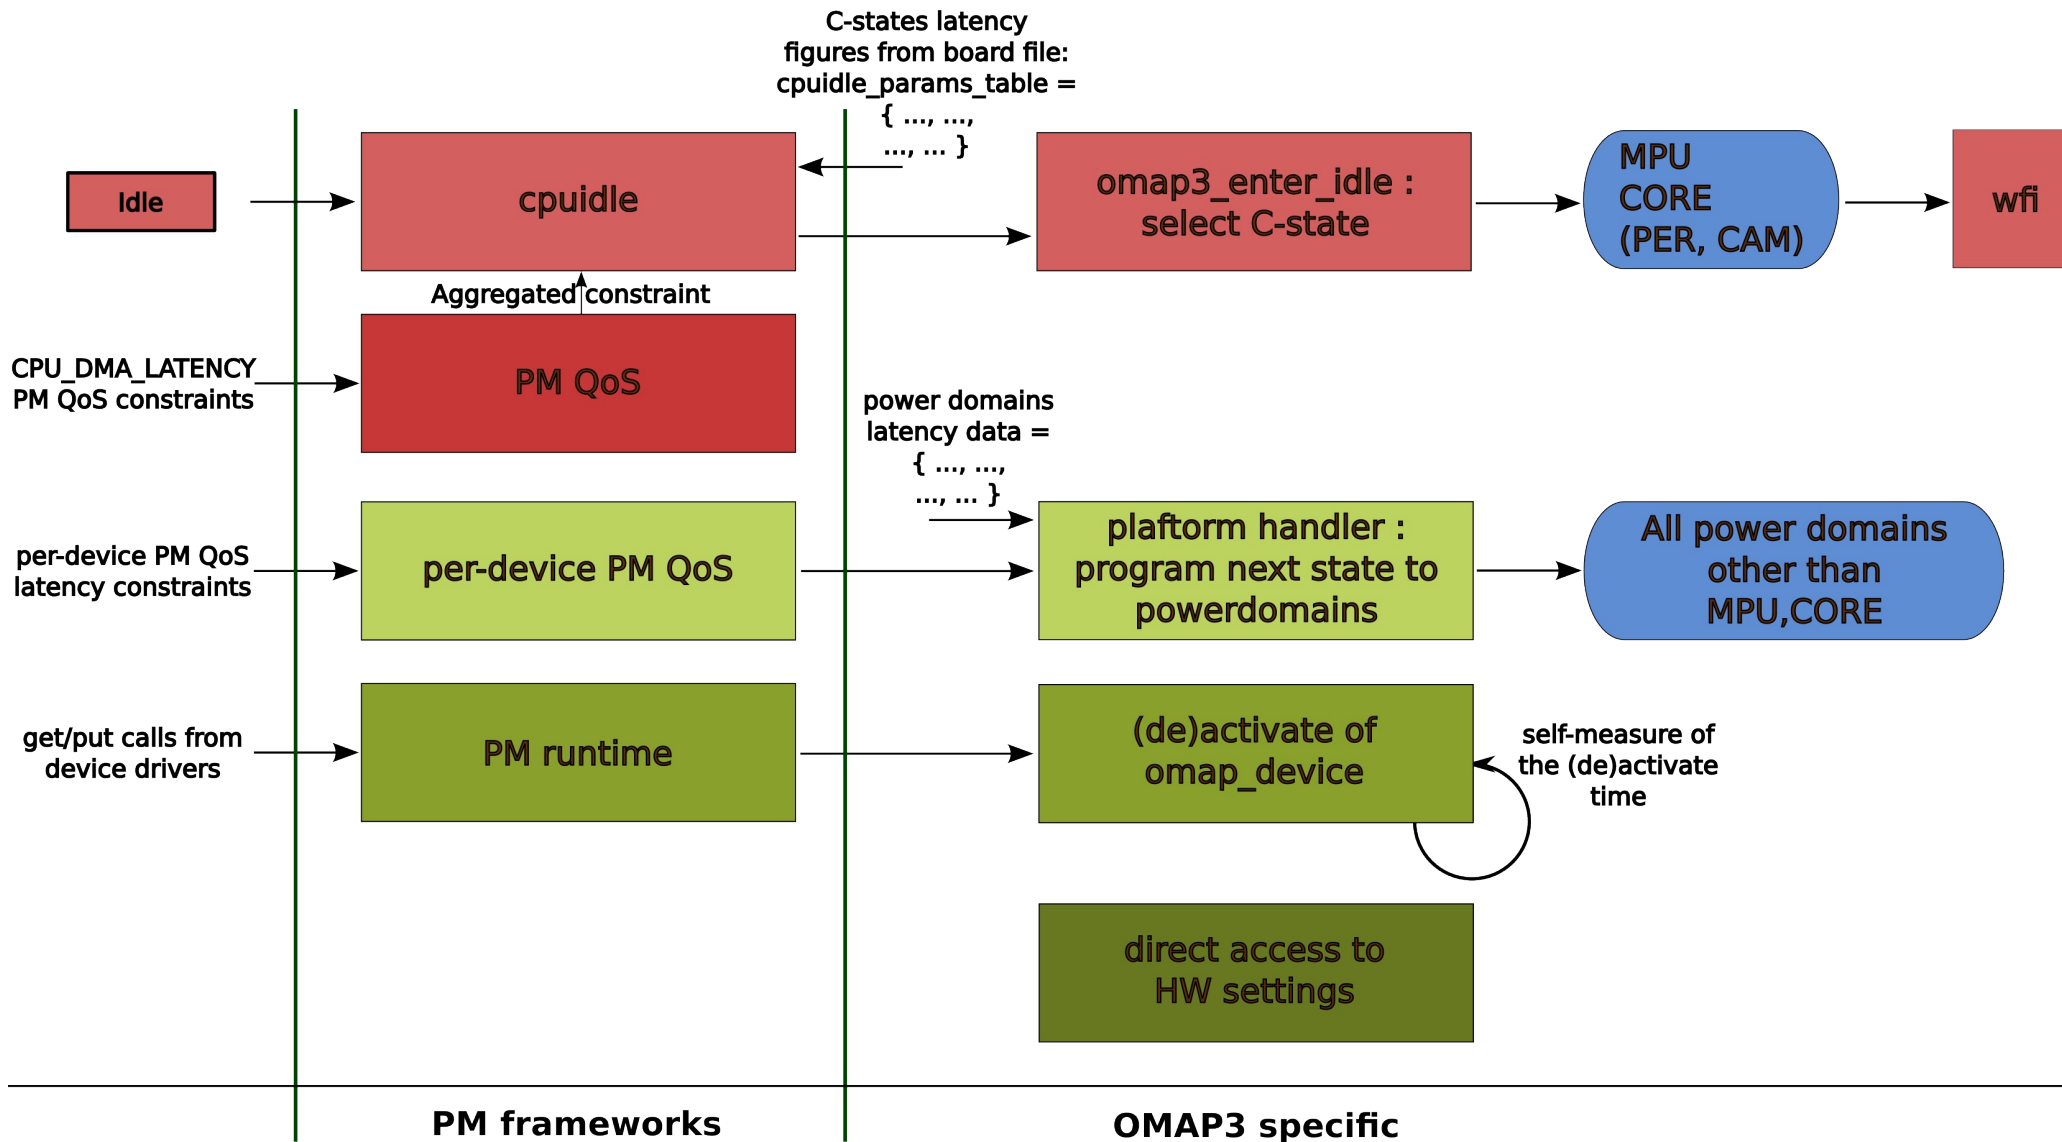 C-states latency
figures from board file:
cpuidle_params_table =
{ ..., ...,
..., ... }
Idle
cpuidle
omap3_enter_idle :
select C-state
MPU
CORE
(PER, CAM)
wfi
Aggregated constraint
CPU_DMA_LATENCY
PM QoS constraints
PM QoS
power domains
latency data =
{ ..., ...,
..., ... }
per-device PM QoS
latency constraints
per-device PM QoS
plaftorm handler :
program next state to
powerdomains
All power domains
other than
MPU,CORE
get/put calls from
device drivers
PM runtime
(de)activate of
omap_device
self-measure of
the (de)activate
time
direct access to
HW settings
PM frameworks
OMAP3 specific